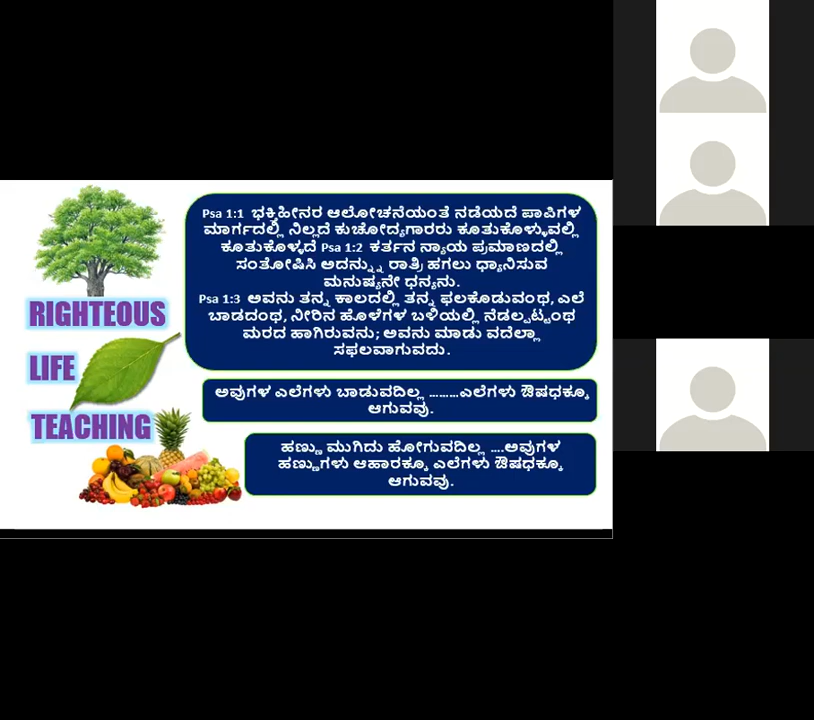 Psa 1:1 ಭಕ್ತಿಹೀನರ ಆಲೋಚನೆಯಂತೆ ನಡೆಯದೆ ಪಾಪಿಗಳ
ಮಾರ್ಗದಲ್ಲಿ ನಿಲ್ಲದೆ ಕುಚೋದ್ಯಗಾರರು ಕೂತುಕೊಳ್ಳುವಲ್ಲಿ
ಕೂತುಕೊಳ್ಳದೆ Psa 1:2 ಕರ್ತನ ನ್ಯಾಯ ಪ್ರಮಾಣದಲ್ಲಿ
ಸಂತೋಷಿಸಿ ಅದನ್ನು ರಾತ್ರಿ ಹಗಲು ಧ್ಯಾನಿಸುವ
ಮನುಷ್ಯನೇ ಧನ್ಯನು.
Psa 1:3 ಅವನು ತನ್ನ ಕಾಲದಲ್ಲಿ ತನ್ನ ಫಲಕೊಡುವಂಥ, ಎಲೆ
ಬಾಡದಂಥ, ನೀರಿನ ಹೊಳೆಗಳ ಬಳಿಯಲ್ಲಿ ನೆಡಲ್ಪಟ್ಟಂಥ
ಮರದ ಹಾಗಿರುವನು; ಅವನು ಮಾಡು ವದೆಲ್ಲಾ
ಸಫಲವಾಗುವದು.
RIGHTEOUS
LIFE
TEACHING
ಅವುಗಳ ಎಲೆಗಳು ಬಾಡುವದಿಲ್ಲ .........ಎಲೆಗಳು ಔಷಧಕ್ಕೂ
ಆಗುವವು.
ಹಣ್ಣು ಮುಗಿದು ಹೋಗುವದಿಲ್ಲ ....ಅವುಗಳ
ಹಣ್ಣುಗಳು ಆಹಾರಕ್ಕೂ ಎಲೆಗಳು ಔಷಧಕ್ಕೂ
ಆಗುವವು.